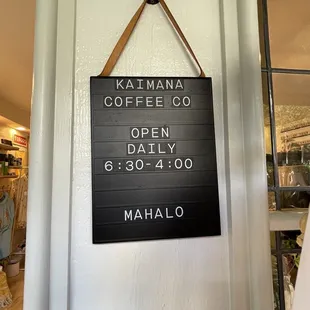 KAIMANA
COFFEE CO
OPEN
DAILY
6:30-4:00
MAHALO